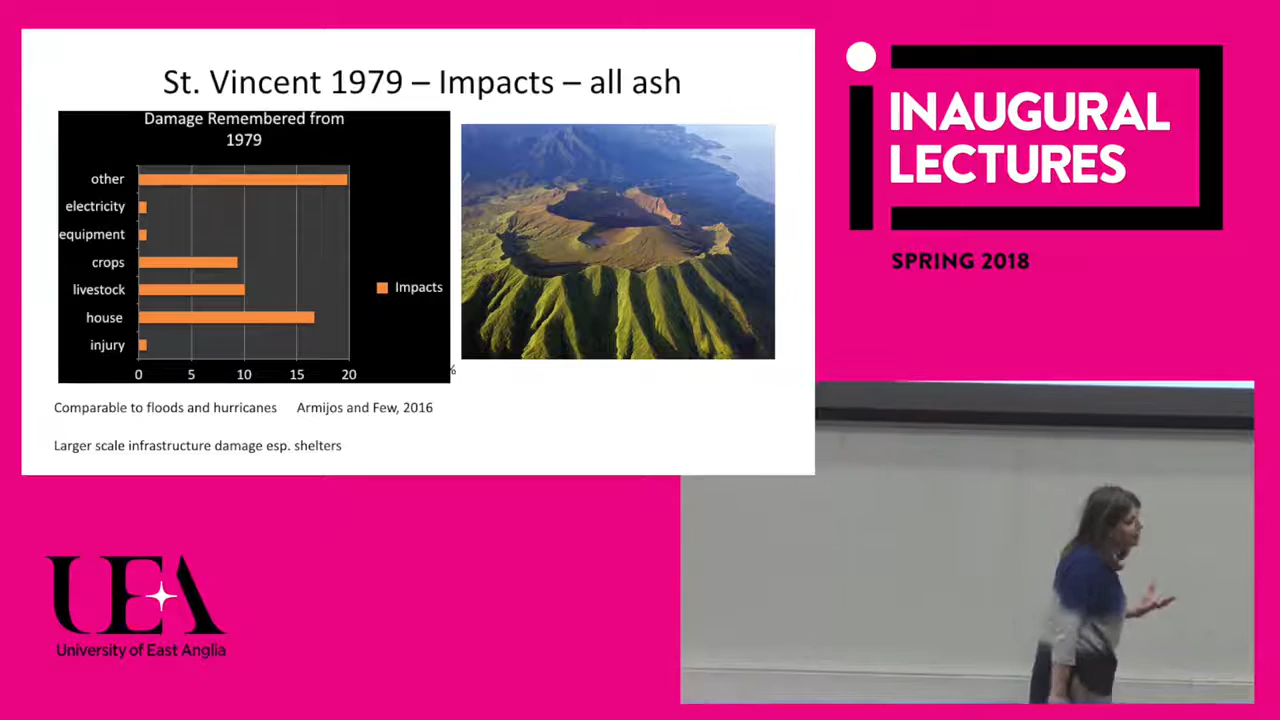 St. Vincent 1979 – Impacts – all ash
Damage Remembered from
1979
other
electricity
equipment
crops
livestock
house
injury
0 5 10 15 20
Impacts
%
Comparable to floods and hurricanes Armijos and Few, 2016
Larger scale infrastructure damage esp. shelters
INAUGURAL
LECTURES
SPRING 2018
UEA
University of East Anglia